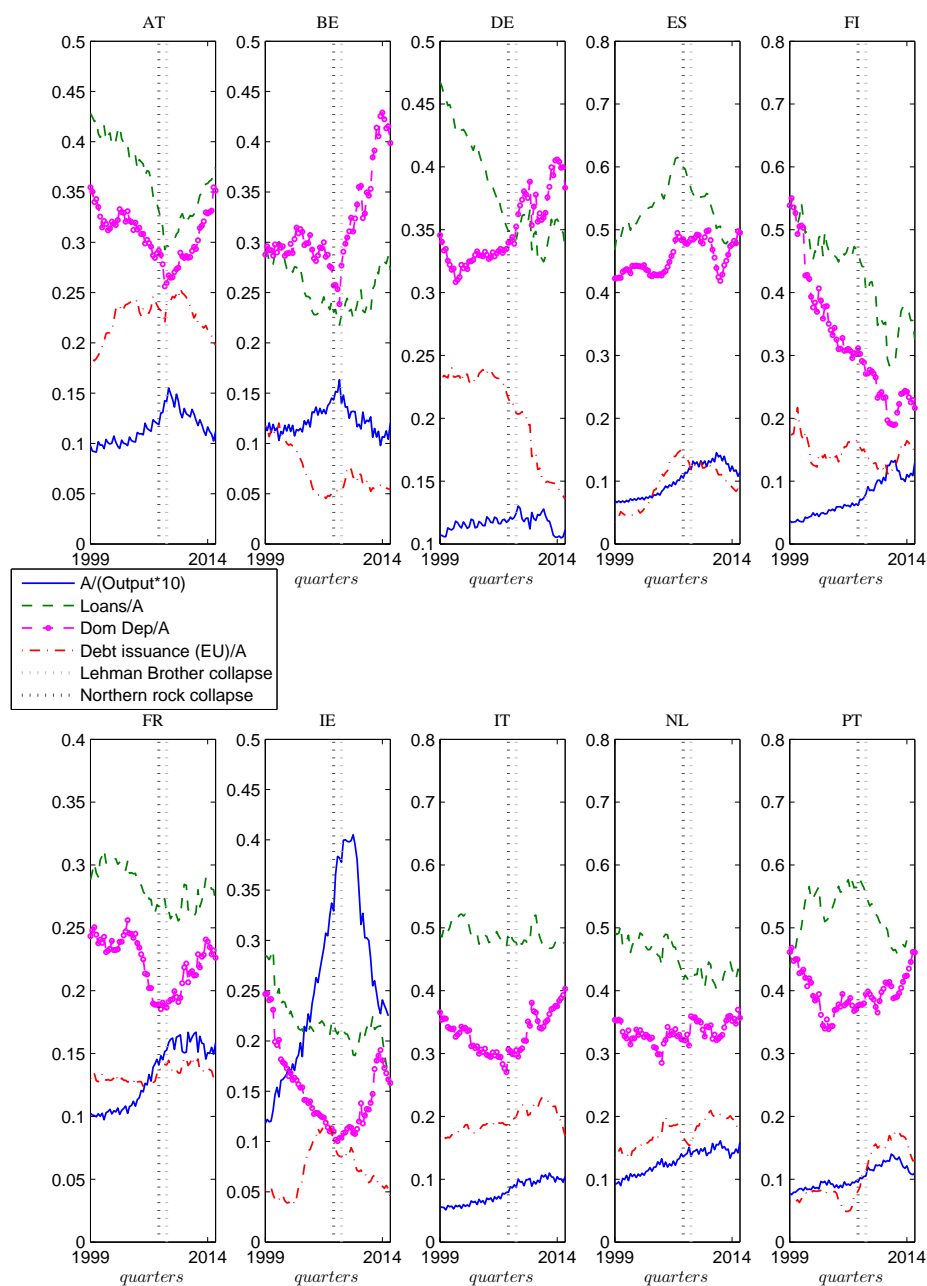 AT BE DE ES FI
0.5 0.5 0.5 0.8 0.8
0.45 0.45 0.45 0.7 0.7
0.4 0.4 0.4 0.6 0.6
0.35 0.35 0.35 0.5 0.5
0.3 0.3 0.3 0.4 0.4
0.25 0.25 0.25 0.3 0.3
0.2 0.2 0.2 0.2 0.2
0.15 0.15 0.15 0.1 0.1
0.1 0.1 0.1 0 0
0.05 0.05
0 0
1999 2014 1999 2014 1999 2014 1999 2014 1999 2014
quarters quarters quarters quarters
A/(Output*10)
Loans/A
Dom Dep/A
Debt issuance (EU)/A
Lehman Brother collapse
Northern rock collapse
FR IE IT NL PT
0.4 0.5 0.8 0.8 0.8
0.35 0.45 0.7 0.7 0.7
0.3 0.4 0.6 0.6 0.6
0.25 0.35 0.5 0.5 0.5
0.2 0.3 0.4 0.4 0.4
0.15 0.25 0.3 0.3 0.3
0.1 0.2 0.2 0.2 0.2
0.05 0.15 0.1 0.1 0.1
0 0.1 0 0 0
0.05
0
1999 2014 1999 2014 1999 2014 1999 2014 1999 2014
quarters quarters quarters quarters quarters